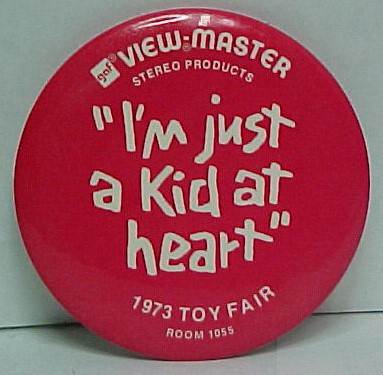 gaf VIEW-MASTER
STEREO PRODUCTS
"I'm just
a Kid at
heart"
1973 TOY FAIR
ROOM 1055